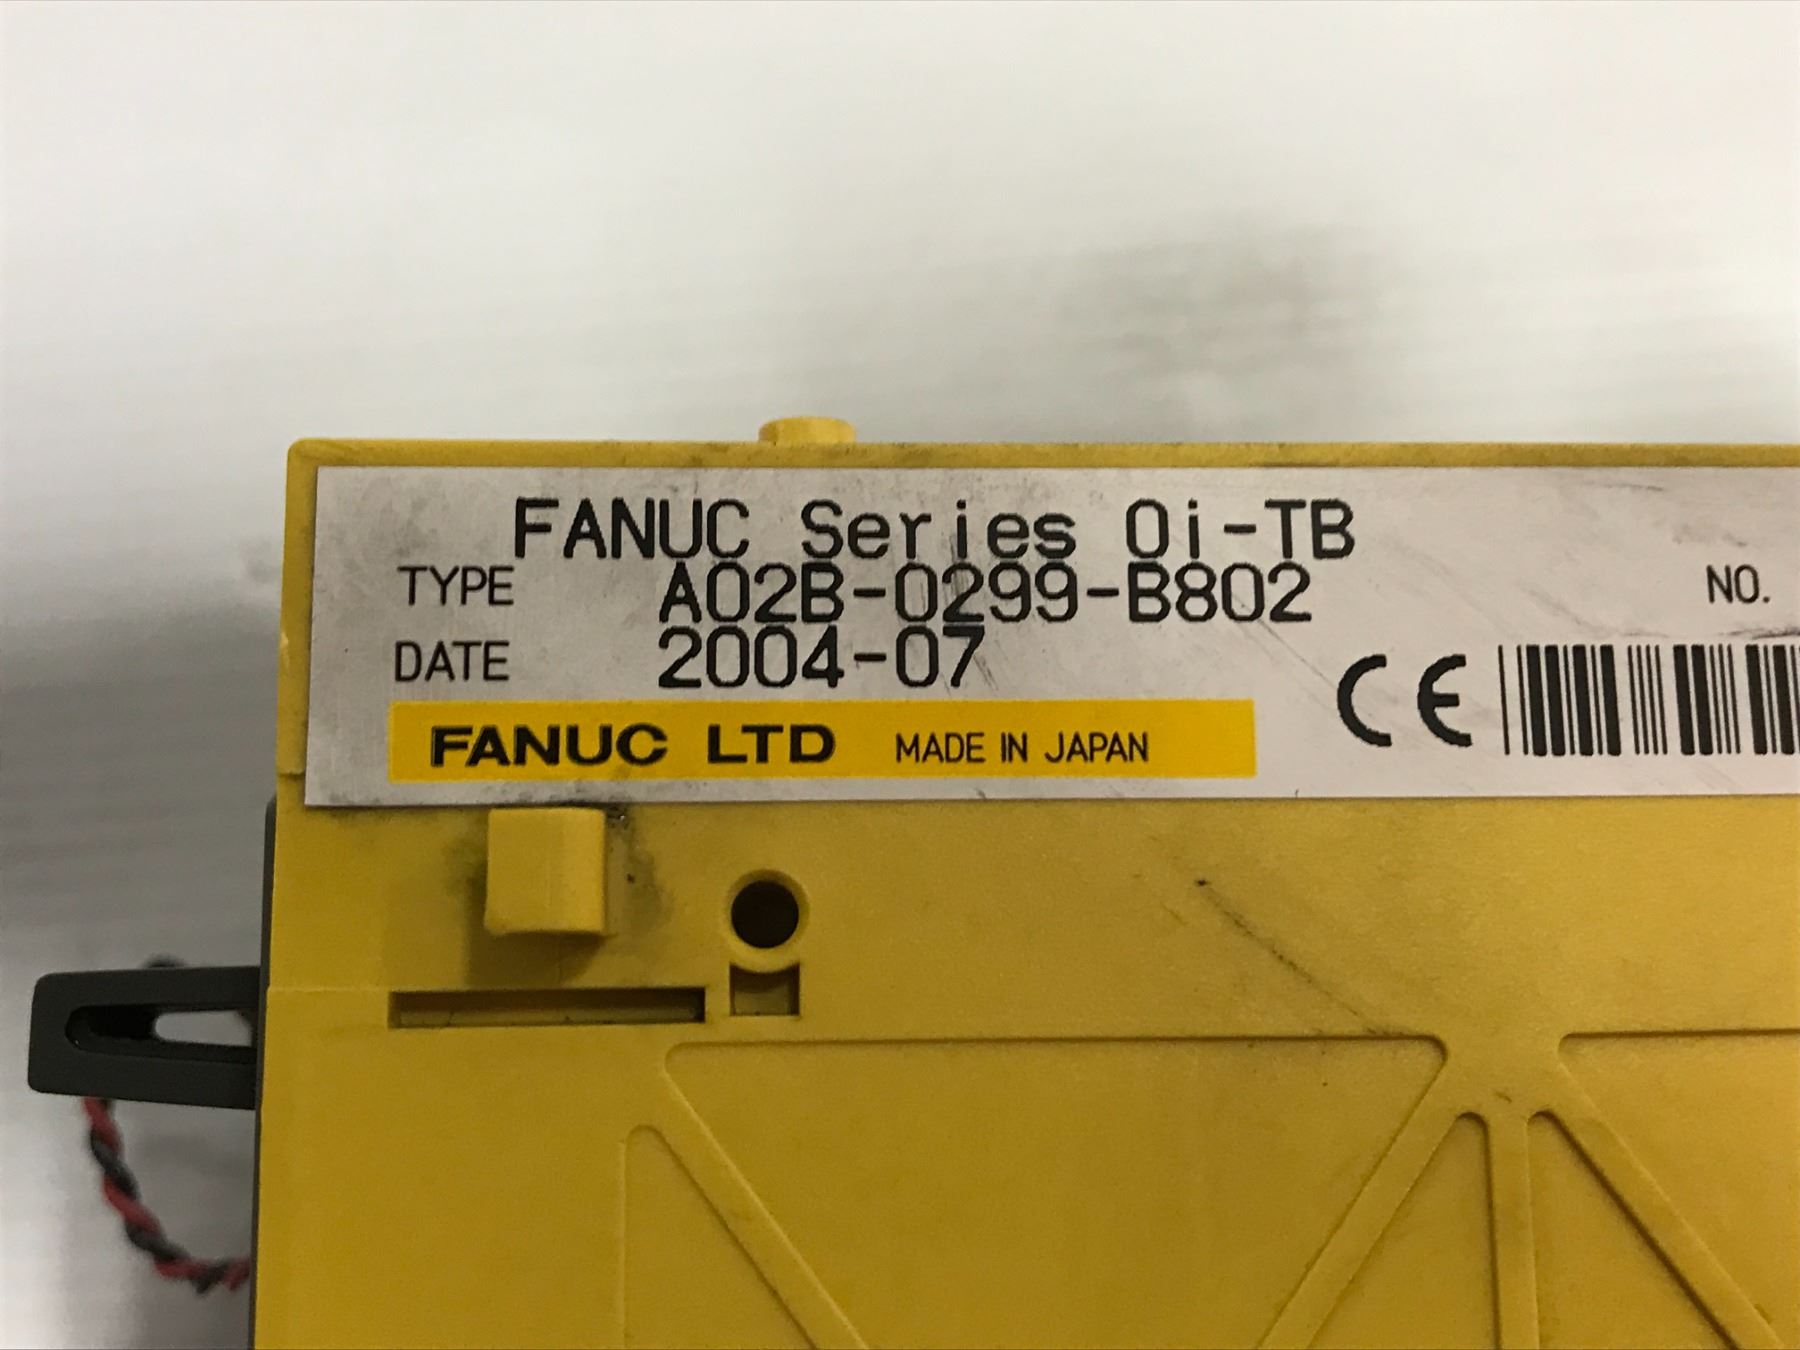 FANUC Series 0i-TB
TYPE A02B-0299-B802 NO.
DATE 2004-07
CE
FANUC LTD MADE IN JAPAN